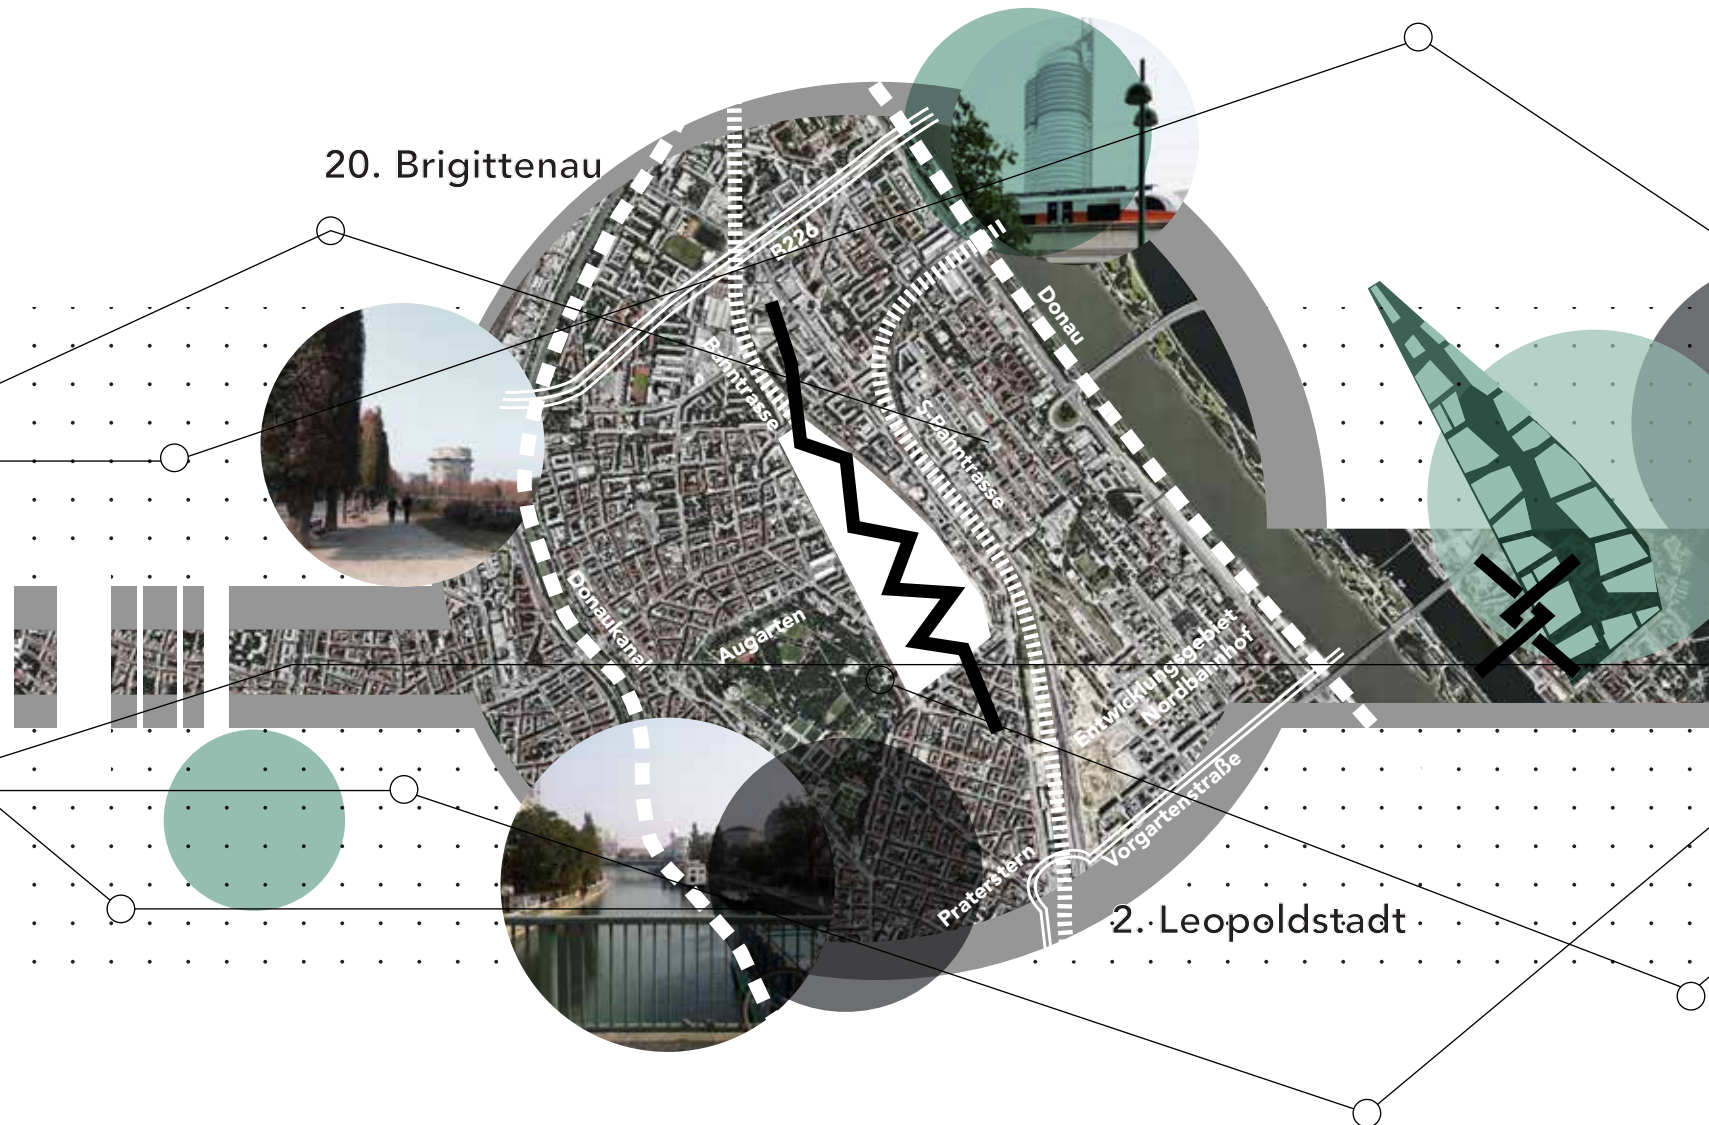 20. Brigittenau
B226
Donau
Bahntrasse
S-Bahntrasse
Donaukanal
Augarten
Entwicklungsgebiet
Nordbahnhof
Vorgartenstraße
Praterstern
2. Leopoldstadt